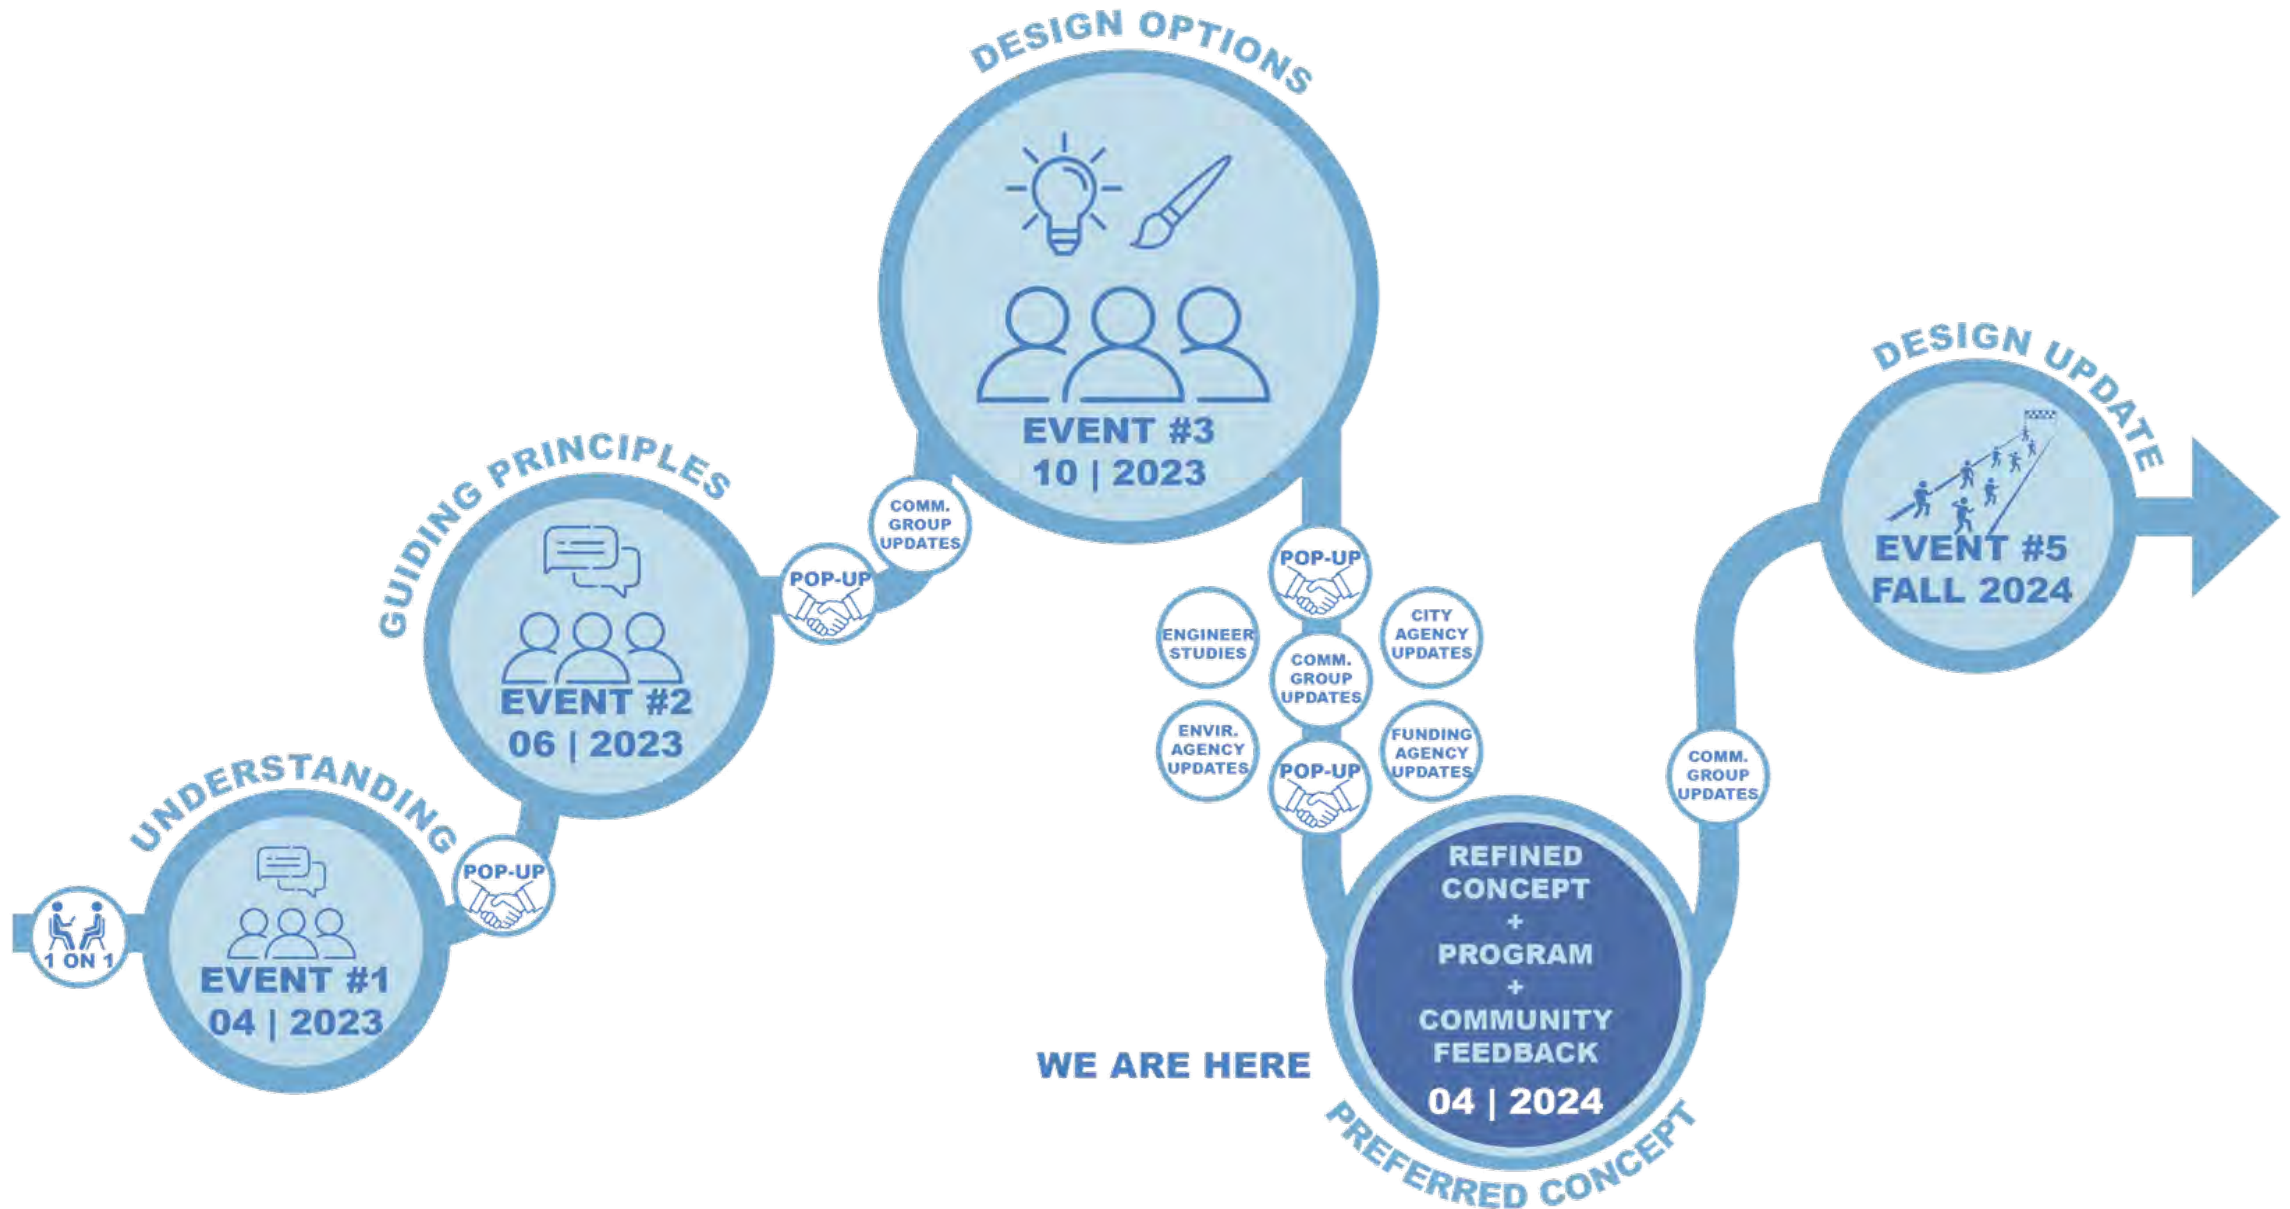 1 ON 1
UNDERSTANDING
EVENT #1
04 | 2023
POP-UP
GUIDING PRINCIPLES
EVENT #2
06 | 2023
POP-UP
COMM.
GROUP
UPDATES
DESIGN OPTIONS
EVENT #3
10 | 2023
POP-UP
ENGINEER
STUDIES
COMM.
GROUP
UPDATES
CITY
AGENCY
UPDATES
ENVIR.
AGENCY
UPDATES
POP-UP
FUNDING
AGENCY
UPDATES
WE ARE HERE
REFINED
CONCEPT
+
PROGRAM
+
COMMUNITY
FEEDBACK
04 | 2024
PREFERRED CONCEPT
COMM.
GROUP
UPDATES
DESIGN UPDATE
EVENT #5
FALL 2024